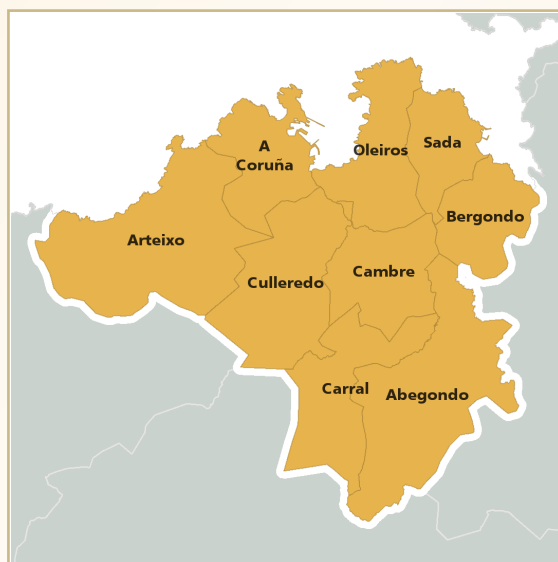 A
Coruña
Oleiros
Sada
Bergondo
Arteixo
Cambre
Culleredo
Carral
Abegondo